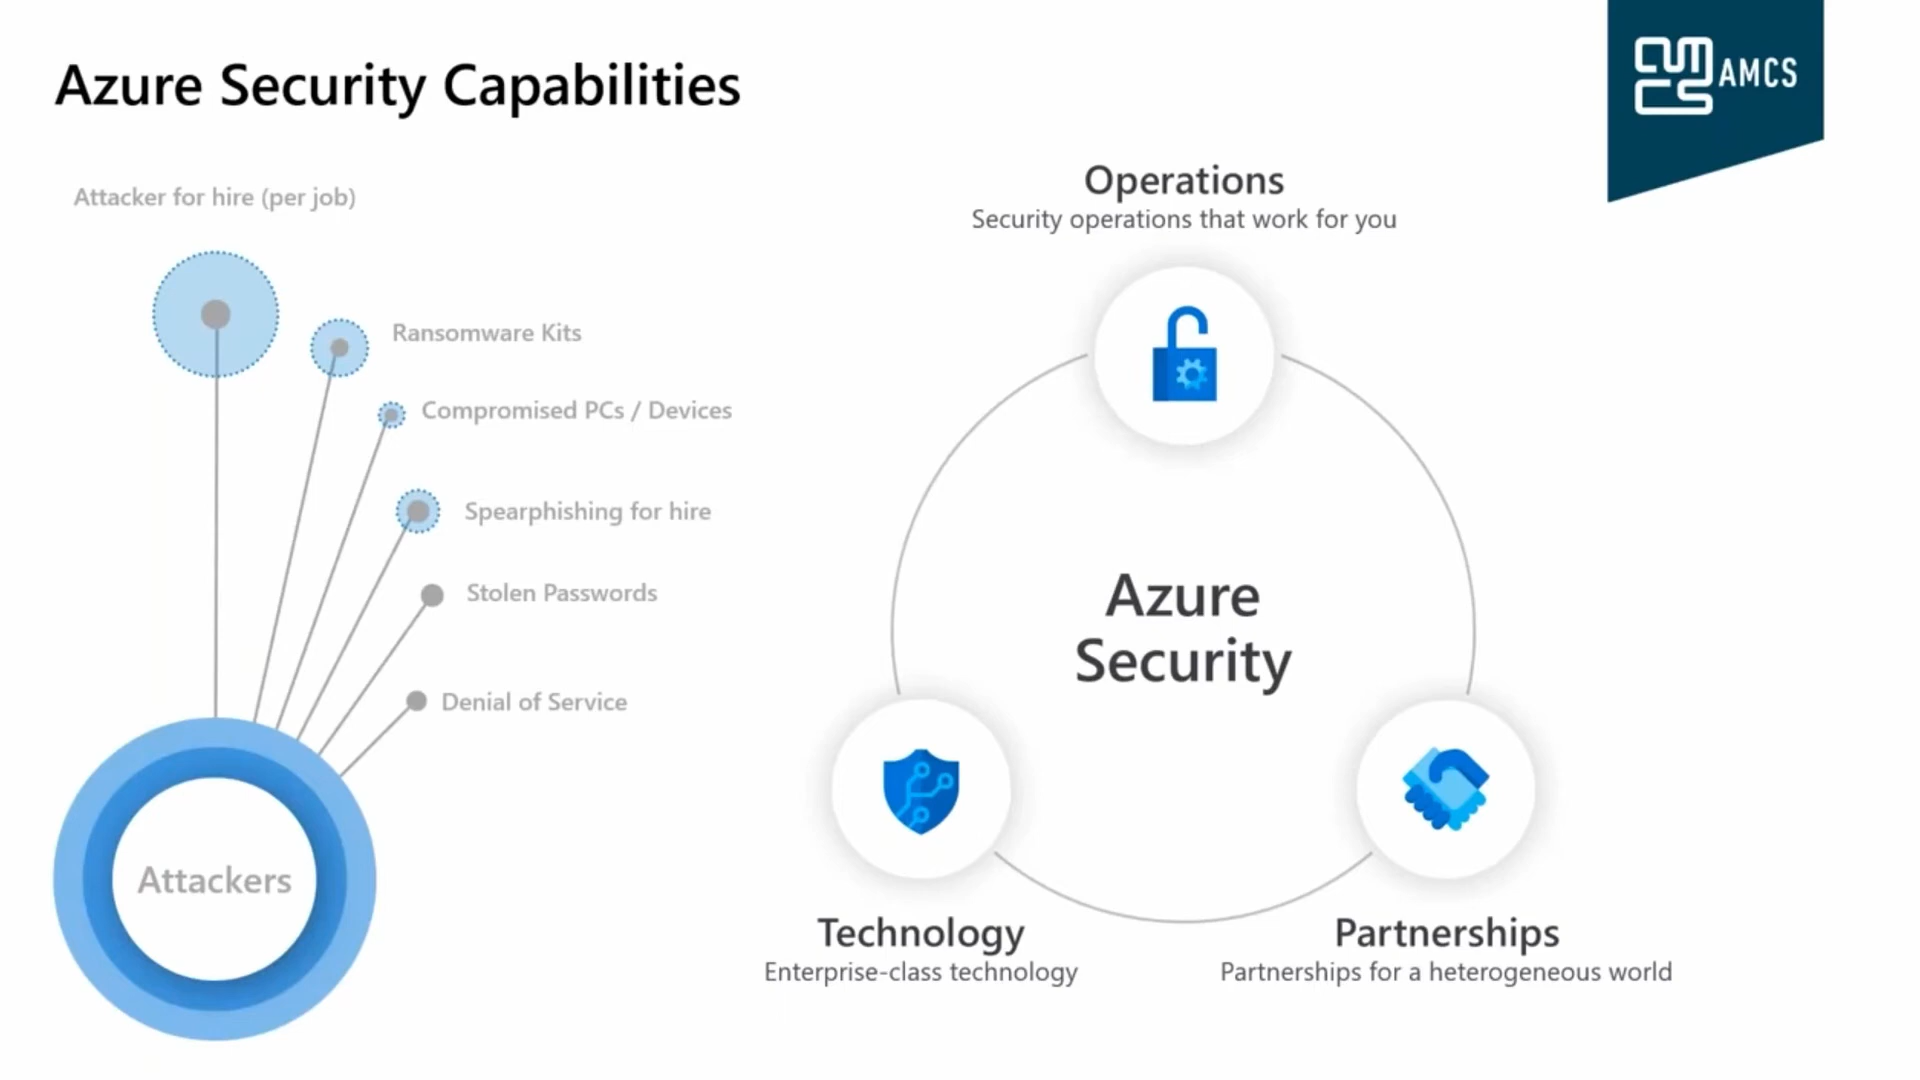 Azure Security Capabilities
AMCS
Attacker for hire (per job)
Ransomware Kits
Compromised PCs / Devices
Spearphishing for hire
Stolen Passwords
Denial of Service
Attackers
Operations
Security operations that work for you
Azure
Security
Technology
Enterprise-class technology
Partnerships
Partnerships for a heterogeneous world